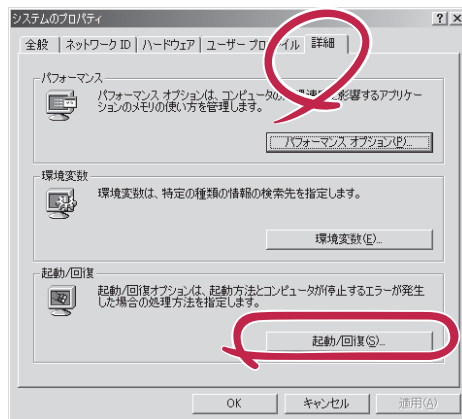 システムのプロパティ
全般 ネットワーク ID ハードウェア ユーザー プロ イル 詳細
パフォーマンス
パフォーマンス オプションは、コンピュータの 影響するアプリケー
ションのメモリの使い方を管理します。
パフォーマンス オプション(P)...
環境変数
環境変数は、特定の種類の情報の検索先を指定します。
環境変数(E)...
起動/回復
起動/回復オプションは、起動方法とコンピュータが停止するエラーが発生
した場合の処理方法を指定します。
起動/回復(S)...
OK キャンセル 適用(A)